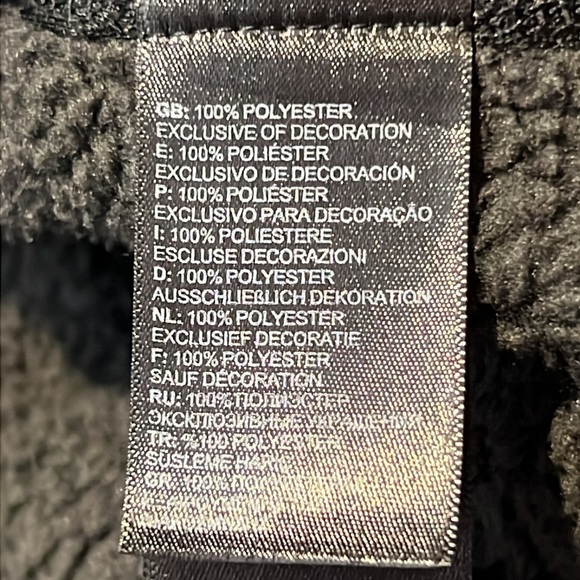 GB: 100% POLYESTER
EXCLUSIVE OF DECORATION
E: 100% POLIÉSTER
EXCLUSIVO DE DECORACIÓN
P: 100% POLIÉSTER
EXCLUSIVO PARA DECORAÇÃO
I: 100% POLIESTERE
ESCLUSE DECORAZIONI
D: 100% POLYESTER
AUSSCHLIEßLICH DEKORATION
NL: 100% POLYESTER
EXCLUSIEF DECORATIE
F: 100% POLYESTER
SAUF DÉCORATION
RU: 100%
TR: %100 POLYESTER
SÜSLEME
GR